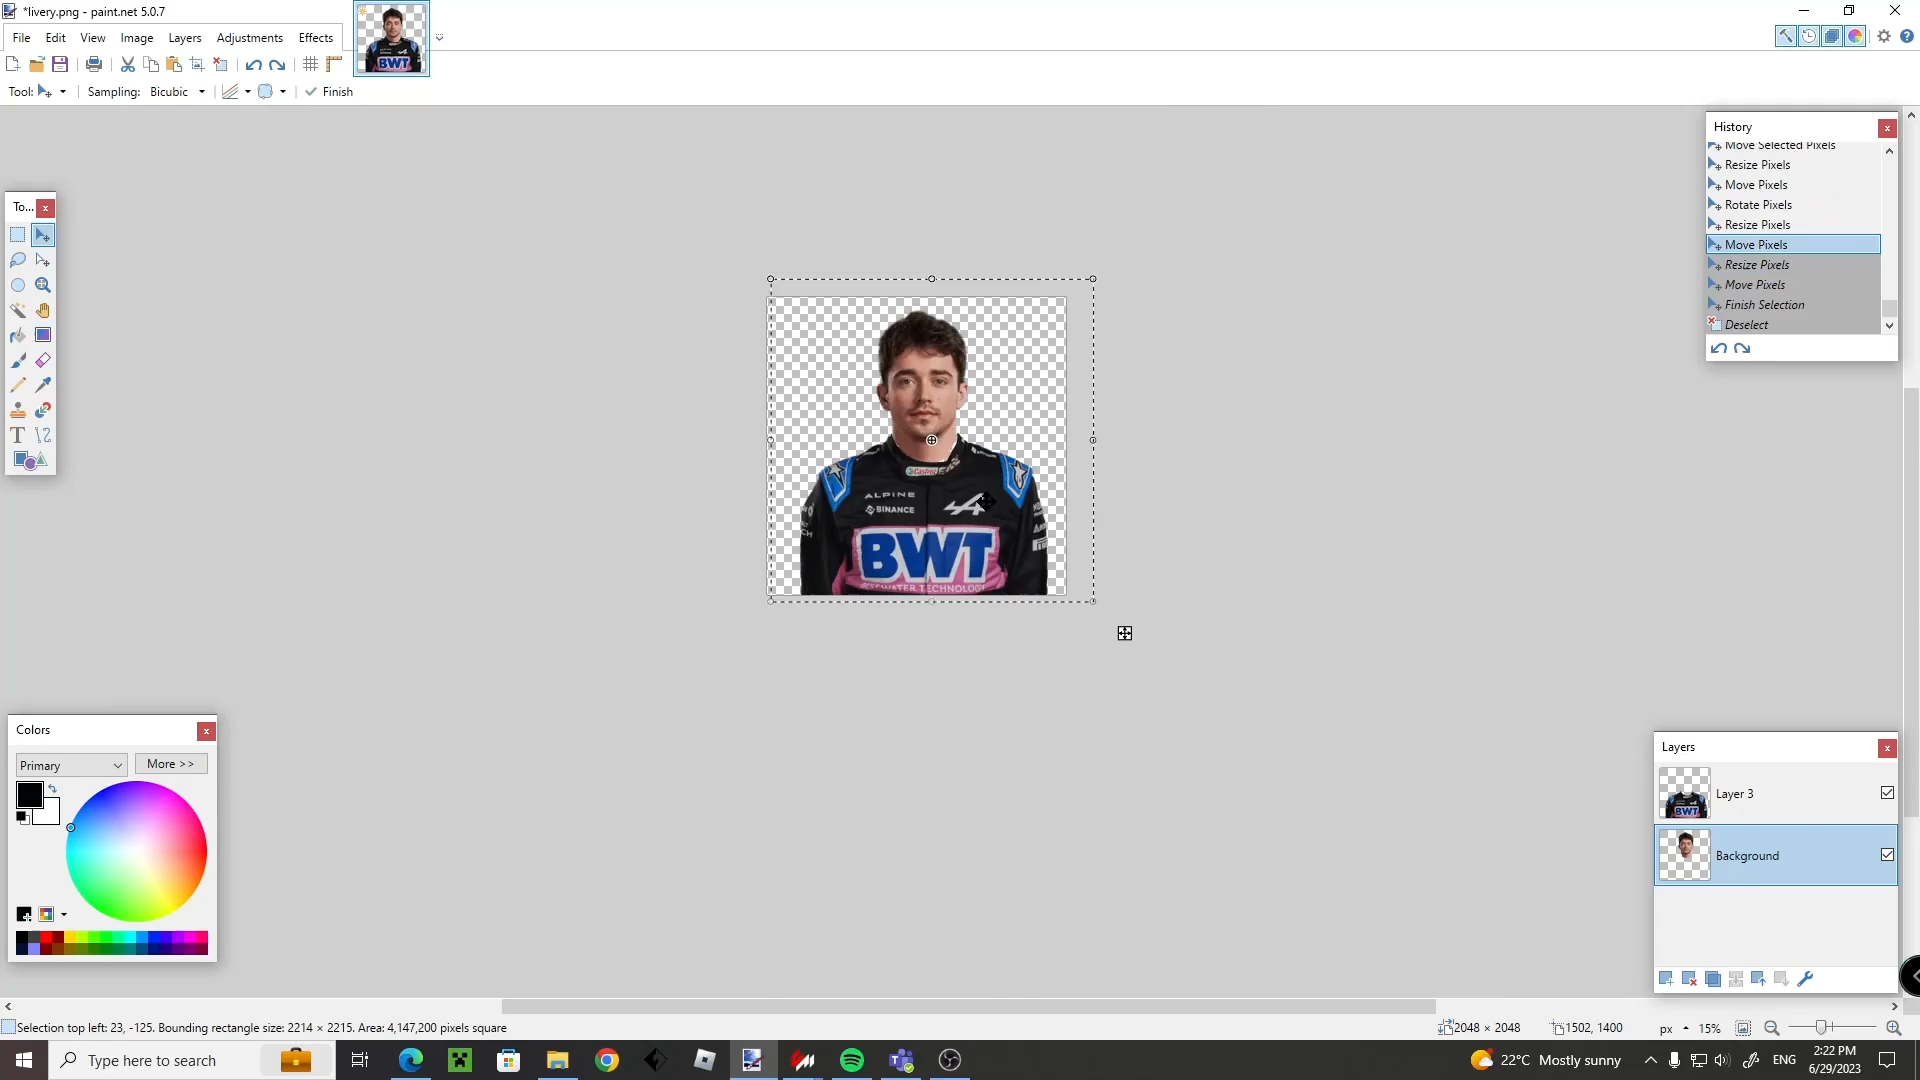 *livery.png - paint.net 5.0.7
File Edit View Image Layers Adjustments Effects
Tool: Sampling: Bicubic Finish
To...
History
Move Selected Pixels
Resize Pixels
Move Pixels
Rotate Pixels
Resize Pixels
Move Pixels
Resize Pixels
Move Pixels
Finish Selection
Deselect
Castrol
ALPINE
BINANCE
BWT
Colors
Primary More >>
Layers
Layer 3
BWT
Background
Selection top left: 23, -125. Bounding rectangle size: 2214 × 2215. Area: 4,147,200 pixels square
2048 × 2048 1502, 1400 px 15%
Type here to search
22°C Mostly sunny ENG 2:22 PM
6/29/2023